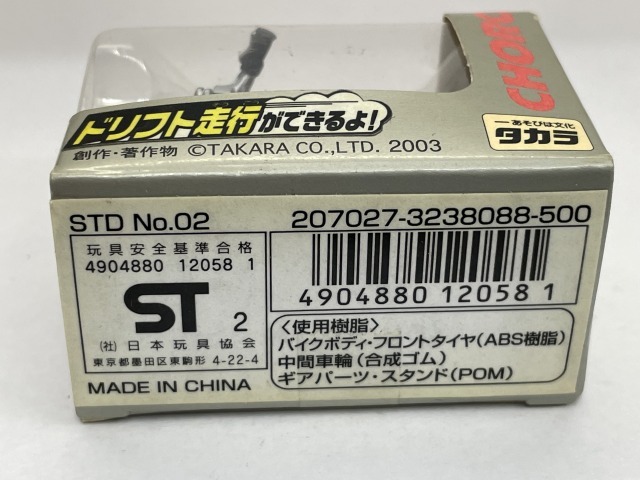 CHORO
ドリフト走行ができるよ!
ーあそびは文化
タカラ
創作・著作物 ©TAKARA CO.,LTD. 2003
STD No.02
207027-3238088-500
玩具安全基準合格
4904880 12058 1
ST 2
(社) 日本玩具協会
東京都墨田区東駒形 4-22-4
MADE IN CHINA
4904880 12058 1
〈使用樹脂〉
バイクボディ・フロントタイヤ(ABS樹脂)
中間車輪(合成ゴム)
ギアパーツ・スタンド(POM)